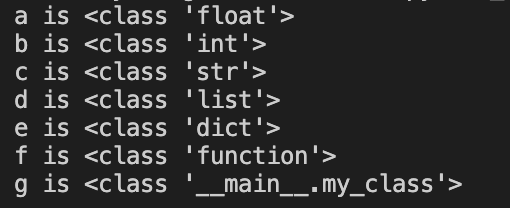 a is <class 'float'>
b is <class 'int'>
c is <class 'str'>
d is <class 'list'>
e is <class 'dict'>
f is <class 'function'>
g is <class '__main__.my_class'>